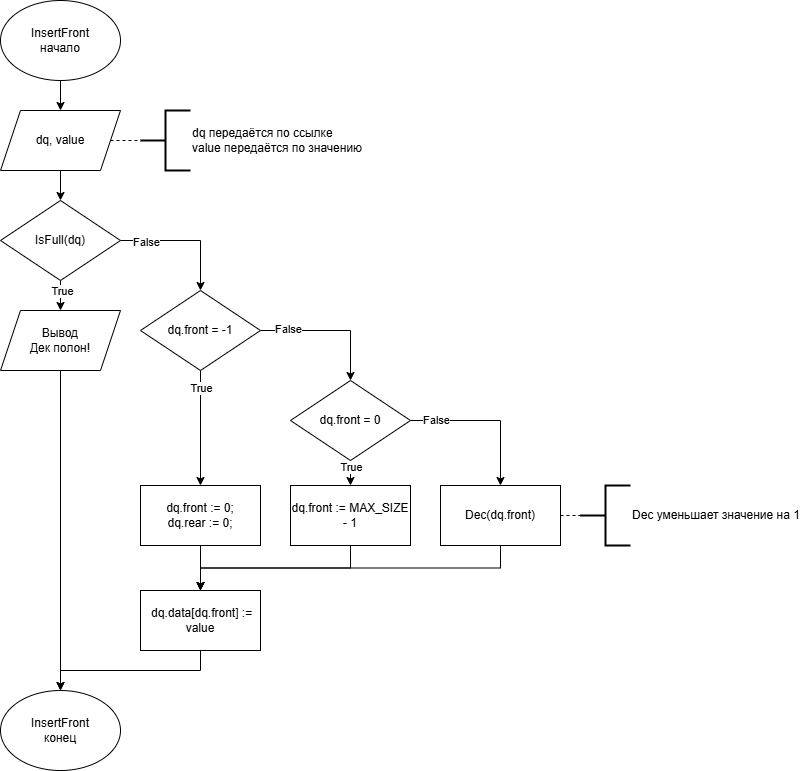 InsertFront
начало
dq, value
dq передаётся по ссылке
value передаётся по значению
IsFull(dq)
False
True
Вывод
Дек полон!
dq.front = -1
False
True
dq.front = 0
False
True
dq.front := 0;
dq.rear := 0;
dq.front := MAX_SIZE
- 1
Dec(dq.front)
Dec уменьшает значение на 1
dq.data[dq.front] :=
value
InsertFront
конец